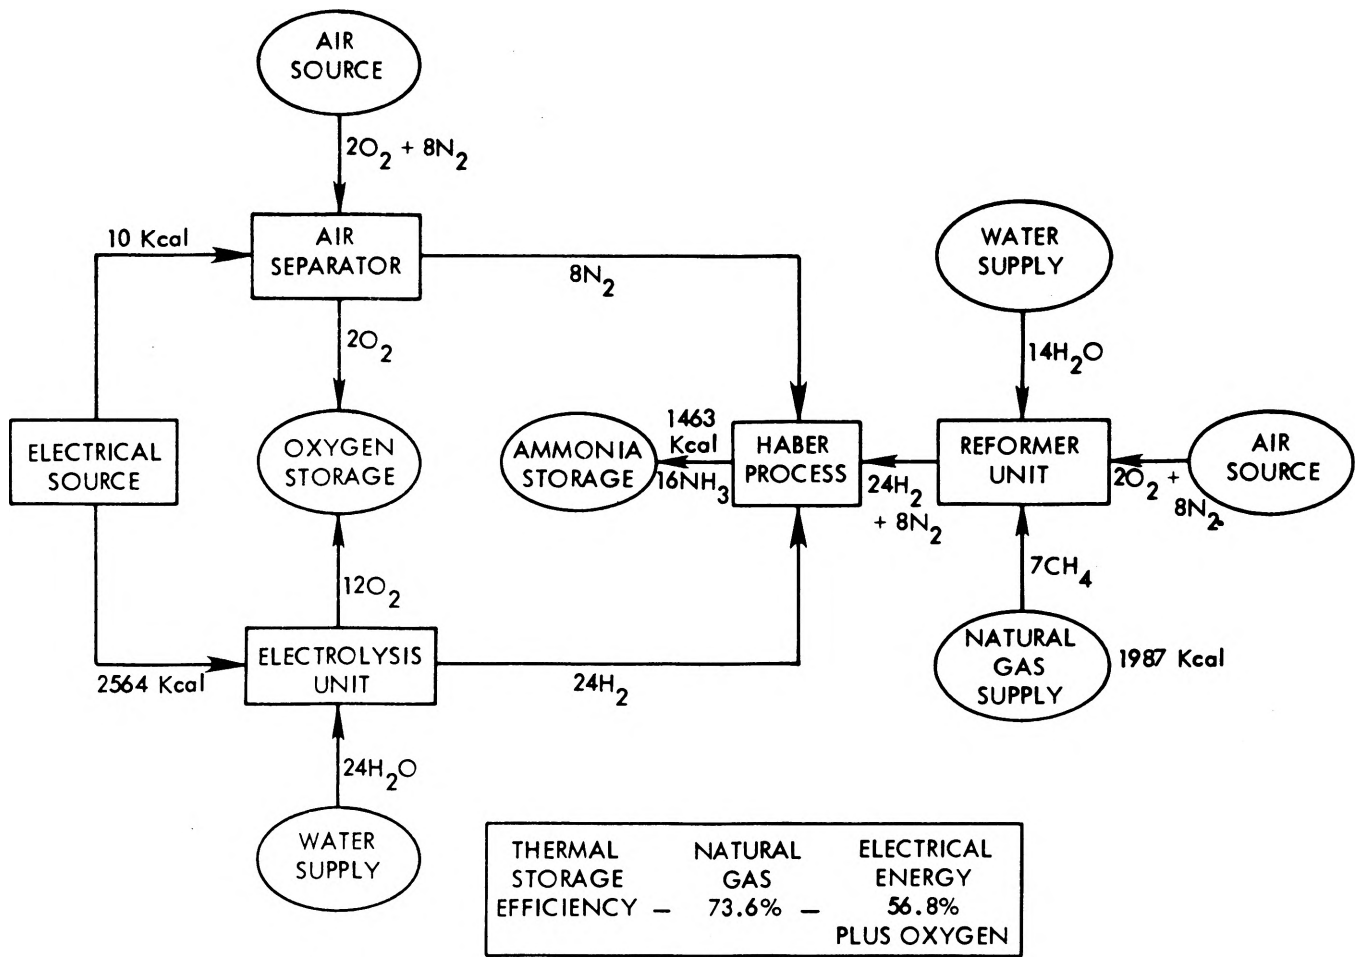 AIR
SOURCE
2O2 + 8N2
10 Kcal
AIR
SEPARATOR
8N2
WATER
SUPPLY
2O2
14H2O
ELECTRICAL
SOURCE
OXYGEN
STORAGE
AMMONIA
STORAGE
1463
Kcal
16NH3
HABER
PROCESS
24H2
+ 8N2
REFORMER
UNIT
2O2 +
8N2
AIR
SOURCE
12O2
7CH4
2564 Kcal
ELECTROLYSIS
UNIT
24H2
NATURAL
GAS
SUPPLY
1987 Kcal
24H2O
WATER
SUPPLY
THERMAL NATURAL ELECTRICAL
STORAGE GAS ENERGY
EFFICIENCY – 73.6% – 56.8%
PLUS OXYGEN